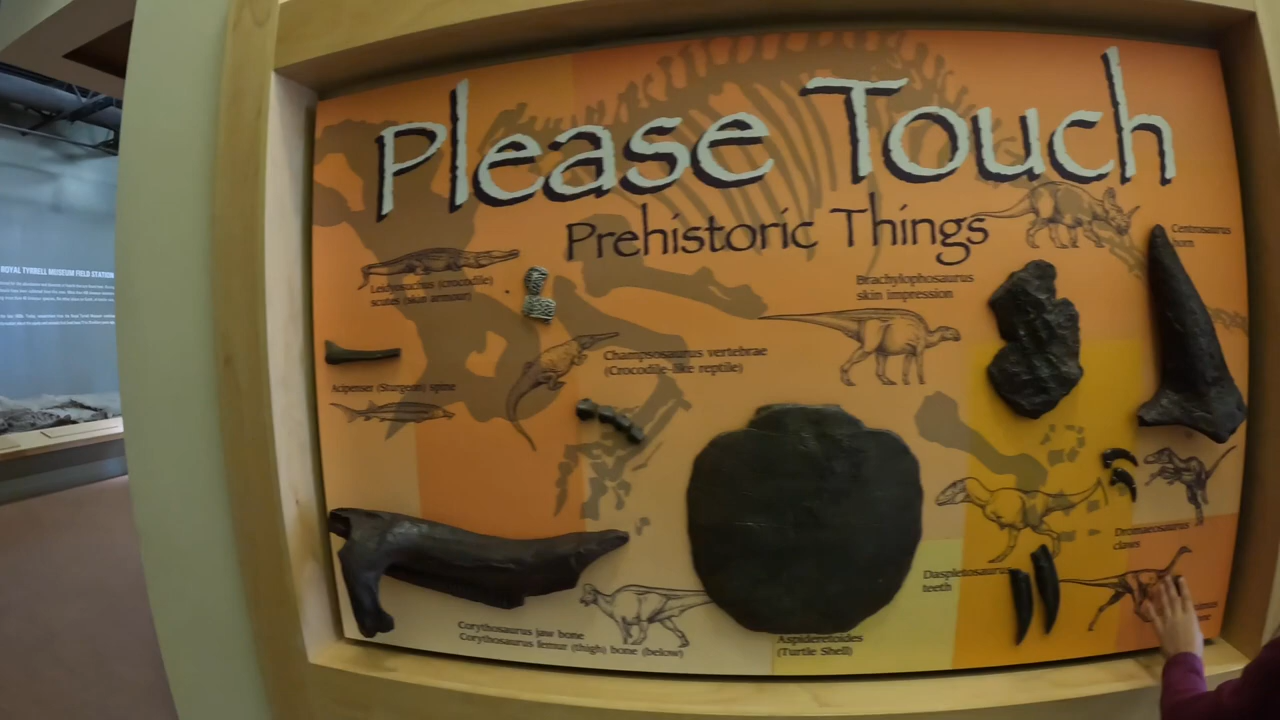 Please Touch
Prehistoric Things
Centrosaurus
horn
Leidyosuchus (crocodile)
scutes (skin armour)
Brachylophosaurus
skin impression
Champsosaurus vertebrae
(Crocodile-like reptile)
Acipenser (Sturgeon) spine
Dromaeosaurus
claws
Daspletosaurus
teeth
Corythosaurus jaw bone
Corythosaurus femur (thigh) bone (below)
Aspideretoides
(Turtle Shell)
ROYAL TYRRELL MUSEUM FIELD STATION